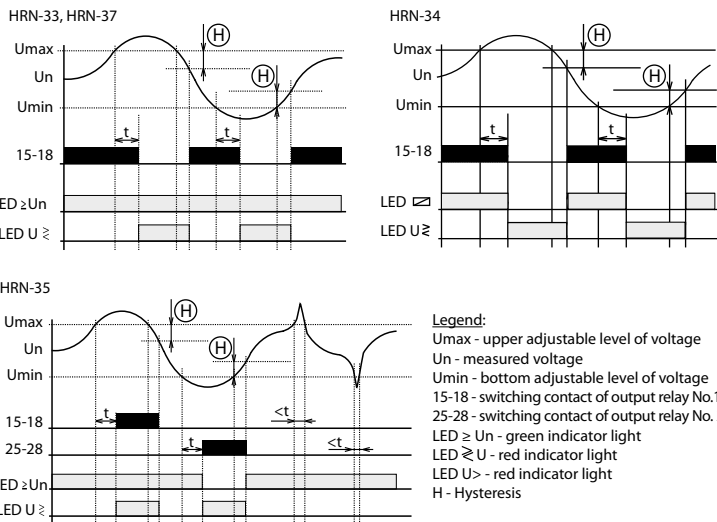 HRN-33, HRN-37
H
Umax
Un
H
Umin
t
t
15-18
ED ≥Un
LED U ≷
HRN-34
H
Umax
Un
H
Umin
t
t
15-18
LED
LED U≷
HRN-35
H
Umax
Un
H
Umin
t
<t
15-18
t
<t
25-28
ED ≥Un
LED U ≷
Legend:
Umax - upper adjustable level of voltage
Un - measured voltage
Umin - bottom adjustable level of voltage
15-18 - switching contact of output relay No.1
25-28 - switching contact of output relay No.
LED ≥ Un - green indicator light
LED ≷ U - red indicator light
LED U> - red indicator light
H - Hysteresis